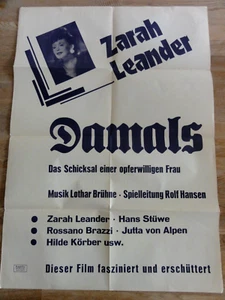 Zarah
Leander
Damals
Das Schicksal einer opferwilligen Frau
Musik Lothar Brühne · Spielleitung Rolf Hansen
● Zarah Leander · Hans Stüwe
● Rossano Brazzi · Jutta von Alpen
● Hilde Körber usw.
Dieser Film fasziniert und erschüttert